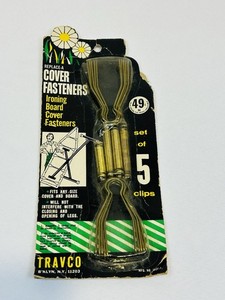 REPLACE-A
COVER
FASTENERS
Ironing
Board
Cover
Fasteners
49¢
set
of
5
clips
• FITS ANY-SIZE
COVER AND BOARD.
• WILL NOT
INTERFERE WITH THE
CLOSING AND
OPENING OF LEGS.
TRAVCO
B'KLYN, N.Y. 11203